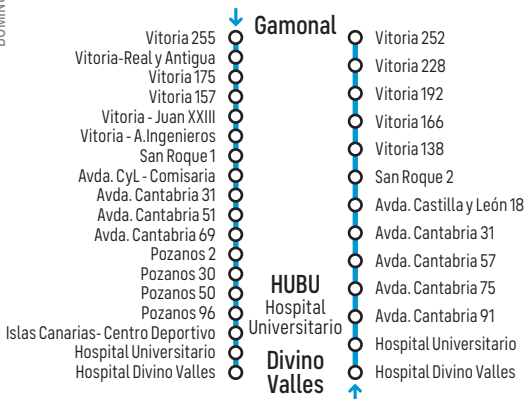 Gamonal
Vitoria 255
Vitoria-Real y Antigua
Vitoria 175
Vitoria 157
Vitoria - Juan XXIII
Vitoria - A.Ingenieros
San Roque 1
Avda. CyL - Comisaria
Avda. Cantabria 31
Avda. Cantabria 51
Avda. Cantabria 69
Pozanos 2
Pozanos 30
Pozanos 50
Pozanos 96
Islas Canarias- Centro Deportivo
Hospital Universitario
Hospital Divino Valles
HUBU
Hospital
Universitario
Divino
Valles
Vitoria 252
Vitoria 228
Vitoria 192
Vitoria 166
Vitoria 138
San Roque 2
Avda. Castilla y León 18
Avda. Cantabria 31
Avda. Cantabria 57
Avda. Cantabria 75
Avda. Cantabria 91
Hospital Universitario
Hospital Divino Valles